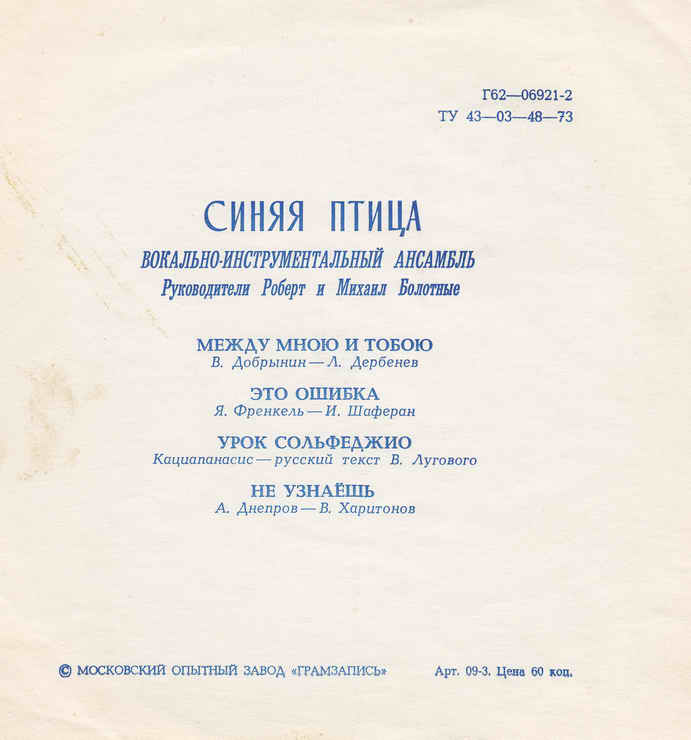 Г62—06921-2
ТУ 43—03—48—73
СИНЯЯ ПТИЦА
ВОКАЛЬНО-ИНСТРУМЕНТАЛЬНЫЙ АНСАМБЛЬ
Руководители Роберт и Михаил Болотные
МЕЖДУ МНОЮ И ТОБОЮ
В. Добрынин — Л. Дербенев
ЭТО ОШИБКА
Я. Френкель — И. Шаферан
УРОК СОЛЬФЕДЖИО
Кациапанасис — русский текст В. Лугового
НЕ УЗНАЁШЬ
А. Днепров — В. Харитонов
© МОСКОВСКИЙ ОПЫТНЫЙ ЗАВОД «ГРАМЗАПИСЬ» Арт. 09-3. Цена 60 коп.